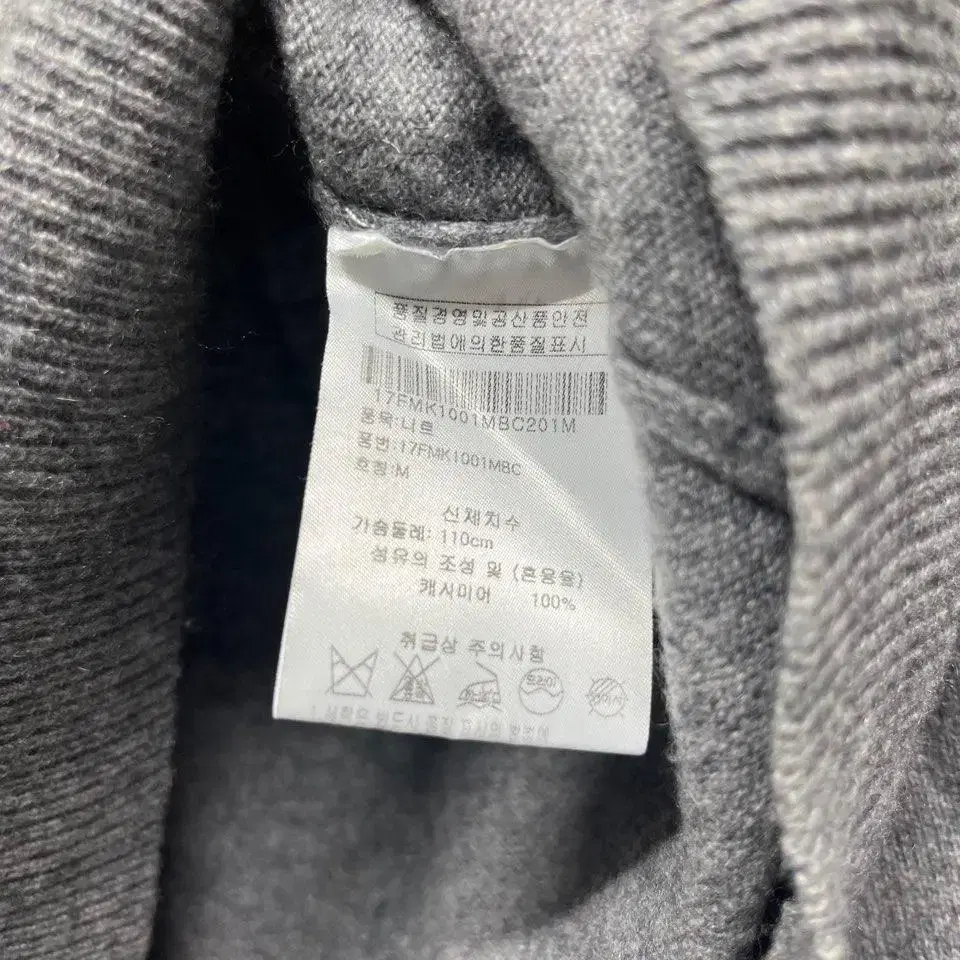 품질경영및공산품안전
관리법에의한품질표시
17FMK1001MBC201M
품목:니트
품번:17FMK1001MBC
호칭:M
신체치수
가슴둘레: 110cm
섬유의 조성 및 (혼용율)
캐시미어 100%
취급상 주의사항
드라이